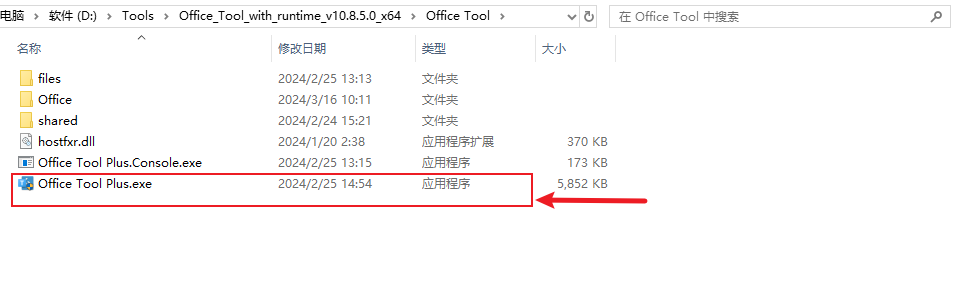 电脑 › 软件 (D:) › Tools › Office_Tool_with_runtime_v10.8.5.0_x64 › Office Tool › 在 Office Tool 中搜索
名称 修改日期 类型 大小
files 2024/2/25 13:13 文件夹
Office 2024/3/16 10:11 文件夹
shared 2024/2/24 15:21 文件夹
hostfxr.dll 2024/1/20 2:38 应用程序扩展 370 KB
Office Tool Plus.Console.exe 2024/2/25 13:15 应用程序 173 KB
Office Tool Plus.exe 2024/2/25 14:54 应用程序 5,852 KB